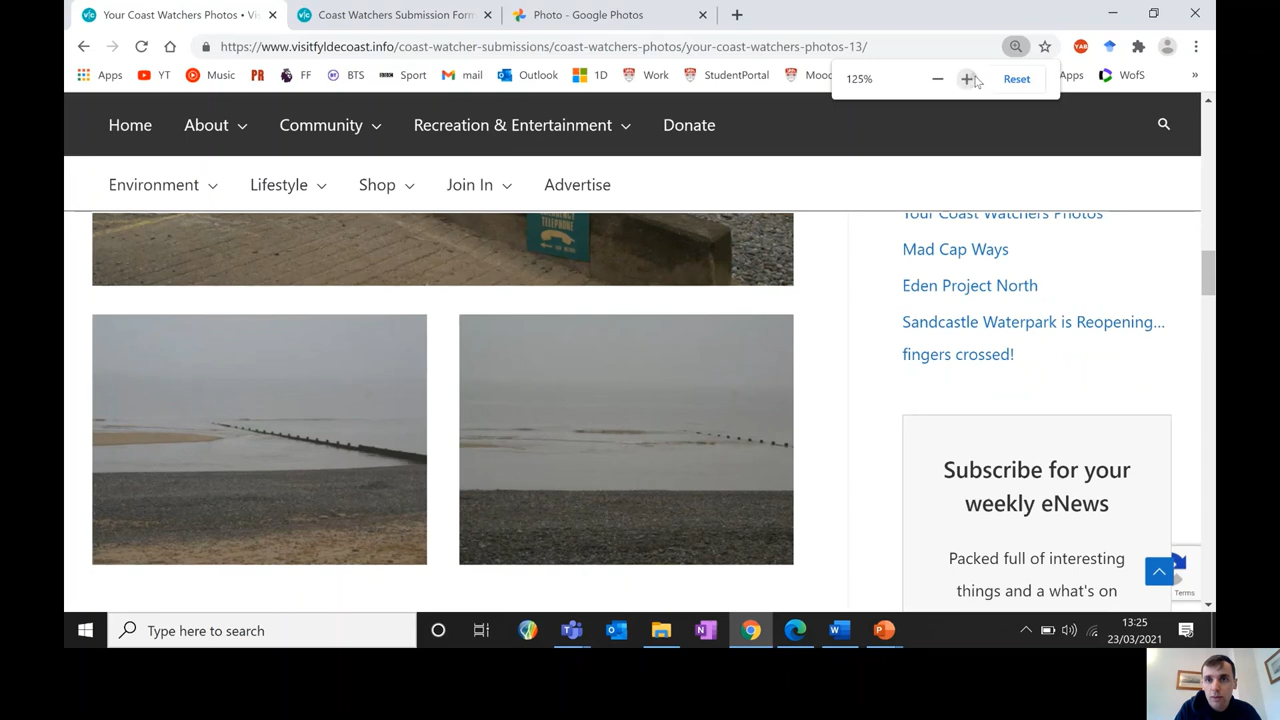 Your Coast Watchers Photos • Vi
Coast Watchers Submission Form
Photo - Google Photos
https://www.visitfyldecoast.info/coast-watcher-submissions/coast-watchers-photos/your-coast-watchers-photos-13/
Apps YT Music FF BTS Sport mail Outlook 1D Work StudentPortal Moo Apps WofS »
125% Reset
Home About Community Recreation & Entertainment Donate
Environment Lifestyle Shop Join In Advertise
TELEPHONE
Your Coast Watchers Photos
Mad Cap Ways
Eden Project North
Sandcastle Waterpark is Reopening...
fingers crossed!
Subscribe for your
weekly eNews
Packed full of interesting
things and a what's on
Terms
Type here to search
13:25
23/03/2021